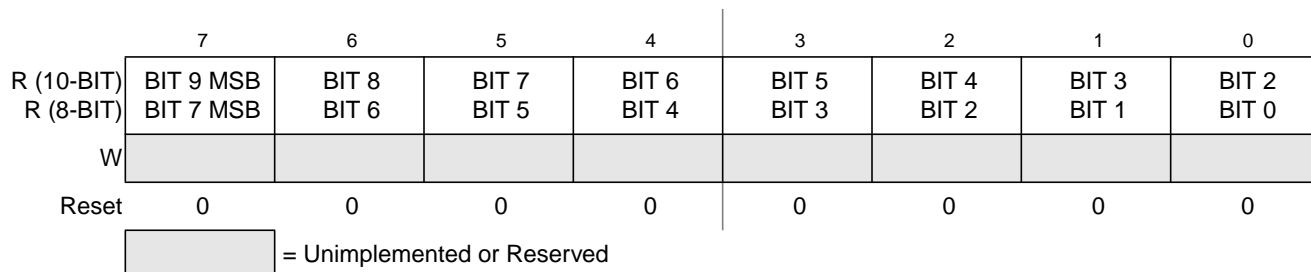 7 6 5 4 3 2 1 0
R (10-BIT) BIT 9 MSB BIT 8 BIT 7 BIT 6 BIT 5 BIT 4 BIT 3 BIT 2
R (8-BIT) BIT 7 MSB BIT 6 BIT 5 BIT 4 BIT 3 BIT 2 BIT 1 BIT 0
W
Reset 0 0 0 0 0 0 0 0
= Unimplemented or Reserved